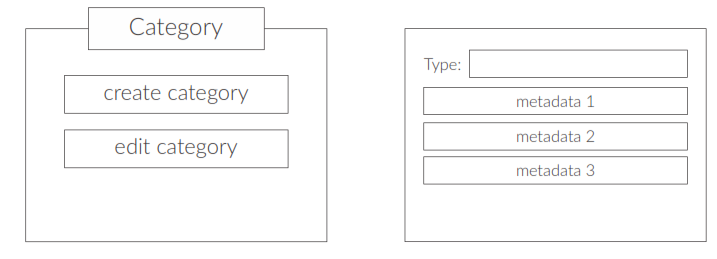 Category
create category
edit category
Type:
metadata 1
metadata 2
metadata 3